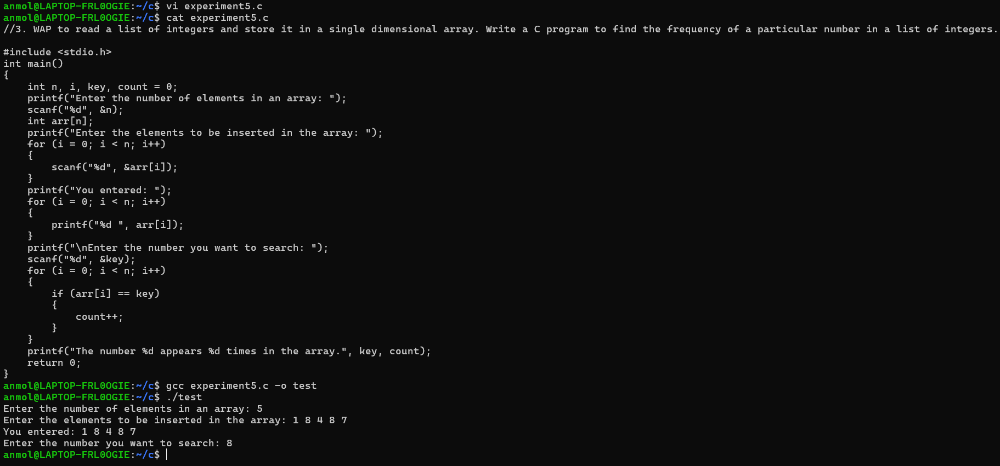 anmol@LAPTOP-FRL0OGIE:~/c$ vi experiment5.c
anmol@LAPTOP-FRL0OGIE:~/c$ cat experiment5.c
//3. WAP to read a list of integers and store it in a single dimensional array. Write a C program to find the frequency of a particular number in a list of integers.

#include <stdio.h>
int main()
{
    int n, i, key, count = 0;
    printf("Enter the number of elements in an array: ");
    scanf("%d", &n);
    int arr[n];
    printf("Enter the elements to be inserted in the array: ");
    for (i = 0; i < n; i++)
    {
        scanf("%d", &arr[i]);
    }
    printf("You entered: ");
    for (i = 0; i < n; i++)
    {
        printf("%d ", arr[i]);
    }
    printf("\nEnter the number you want to search: ");
    scanf("%d", &key);
    for (i = 0; i < n; i++)
    {
        if (arr[i] == key)
        {
            count++;
        }
    }
    printf("The number %d appears %d times in the array.", key, count);
    return 0;
}
anmol@LAPTOP-FRL0OGIE:~/c$ gcc experiment5.c -o test
anmol@LAPTOP-FRL0OGIE:~/c$ ./test
Enter the number of elements in an array: 5
Enter the elements to be inserted in the array: 1 8 4 8 7
You entered: 1 8 4 8 7
Enter the number you want to search: 8
anmol@LAPTOP-FRL0OGIE:~/c$